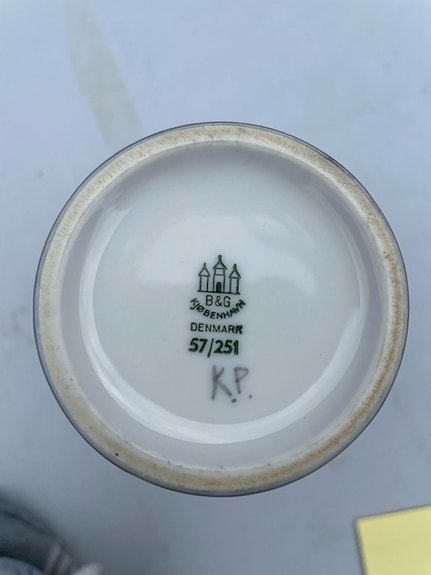 B&G
KJØBENHAVN
DENMARK
57/251
K.P.